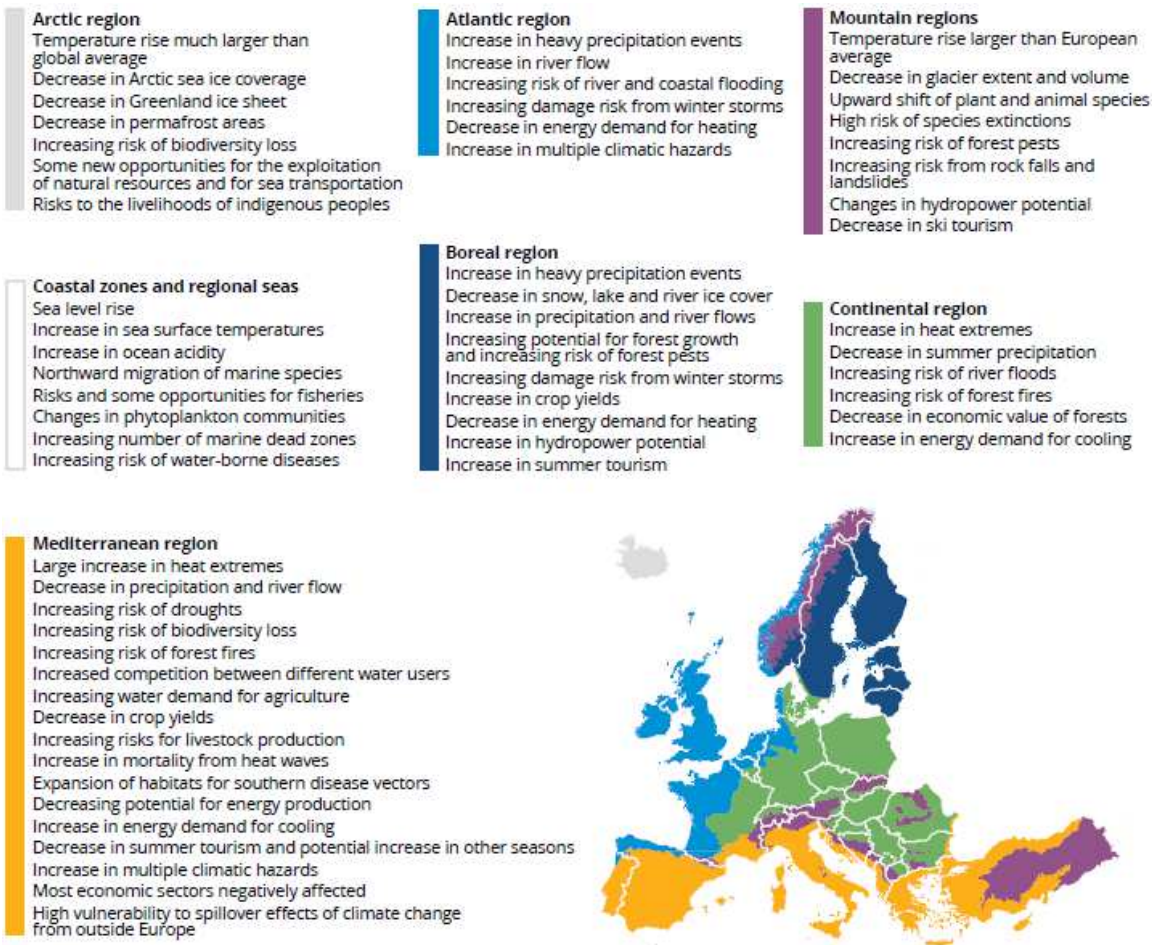 Arctic region
Temperature rise much larger than
global average
Decrease in Arctic sea ice coverage
Decrease in Greenland ice sheet
Decrease in permafrost areas
Increasing risk of biodiversity loss
Some new opportunities for the exploitation
of natural resources and for sea transportation
Risks to the livelihoods of indigenous peoples
Atlantic region
Increase in heavy precipitation events
Increase in river flow
Increasing risk of river and coastal flooding
Increasing damage risk from winter storms
Decrease in energy demand for heating
Increase in multiple climatic hazards
Mountain regions
Temperature rise larger than European
average
Decrease in glacier extent and volume
Upward shift of plant and animal species
High risk of species extinctions
Increasing risk of forest pests
Increasing risk from rock falls and
landslides
Changes in hydropower potential
Decrease in ski tourism
Coastal zones and regional seas
Sea level rise
Increase in sea surface temperatures
Increase in ocean acidity
Northward migration of marine species
Risks and some opportunities for fisheries
Changes in phytoplankton communities
Increasing number of marine dead zones
Increasing risk of water-borne diseases
Boreal region
Increase in heavy precipitation events
Decrease in snow, lake and river ice cover
Increase in precipitation and river flows
Increasing potential for forest growth
and increasing risk of forest pests
Increasing damage risk from winter storms
Increase in crop yields
Decrease in energy demand for heating
Increase in hydropower potential
Increase in summer tourism
Continental region
Increase in heat extremes
Decrease in summer precipitation
Increasing risk of river floods
Increasing risk of forest fires
Decrease in economic value of forests
Increase in energy demand for cooling
Mediterranean region
Large increase in heat extremes
Decrease in precipitation and river flow
Increasing risk of droughts
Increasing risk of biodiversity loss
Increasing risk of forest fires
Increased competition between different water users
Increasing water demand for agriculture
Decrease in crop yields
Increasing risks for livestock production
Increase in mortality from heat waves
Expansion of habitats for southern disease vectors
Decreasing potential for energy production
Increase in energy demand for cooling
Decrease in summer tourism and potential increase in other seasons
Increase in multiple climatic hazards
Most economic sectors negatively affected
High vulnerability to spillover effects of climate change
from outside Europe